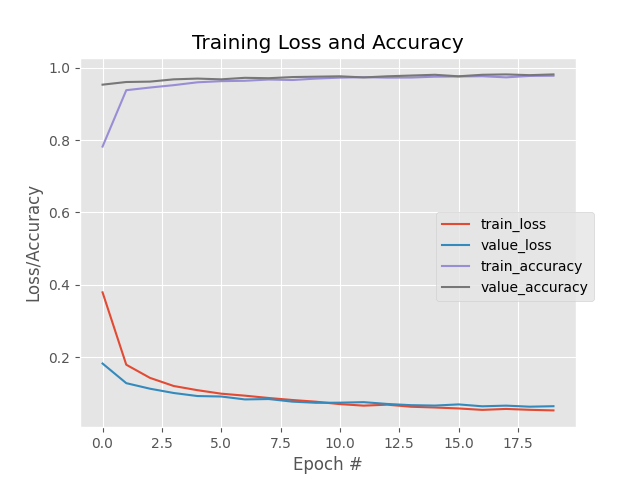 Training Loss and Accuracy
1.0
0.8
0.6
0.4
0.2
Loss/Accuracy
train_loss
value_loss
train_accuracy
value_accuracy
0.0 2.5 5.0 7.5 10.0 12.5 15.0 17.5
Epoch #